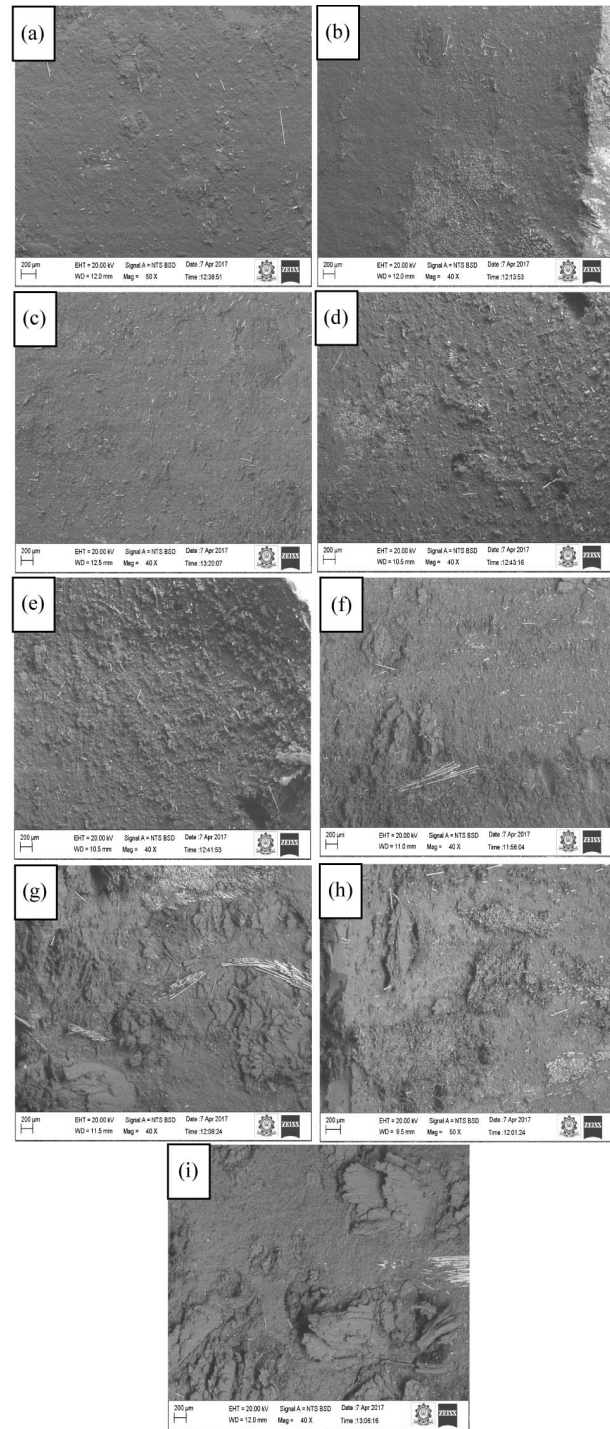 (a)
200 µm EHT = 20.00 kV Signal A = NTS BSD Date :7 Apr 2017
WD = 12.0 mm Mag = 50 X Time :12:38:51 ZEISS
(b)
200 µm EHT = 20.00 kV Signal A = NTS BSD Date :7 Apr 2017
WD = 12.0 mm Mag = 40 X Time :12:13:53 ZEISS
(c)
200 µm EHT = 20.00 kV Signal A = NTS BSD Date :7 Apr 2017
WD = 12.5 mm Mag = 40 X Time :13:20:07 ZEISS
(d)
200 µm EHT = 20.00 kV Signal A = NTS BSD Date :7 Apr 2017
WD = 10.5 mm Mag = 40 X Time :12:43:16 ZEISS
(e)
200 µm EHT = 20.00 kV Signal A = NTS BSD Date :7 Apr 2017
WD = 10.5 mm Mag = 40 X Time :12:41:53 ZEISS
(f)
200 µm EHT = 20.00 kV Signal A = NTS BSD Date :7 Apr 2017
WD = 11.0 mm Mag = 40 X Time :11:56:04 ZEISS
(g)
200 µm EHT = 20.00 kV Signal A = NTS BSD Date :7 Apr 2017
WD = 11.5 mm Mag = 40 X Time :12:08:24 ZEISS
(h)
200 µm EHT = 20.00 kV Signal A = NTS BSD Date :7 Apr 2017
WD = 9.5 mm Mag = 50 X Time :12:01:24 ZEISS
(i)
200 µm EHT = 20.00 kV Signal A = NTS BSD Date :7 Apr 2017
WD = 12.0 mm Mag = 40 X Time :13:06:16 ZEISS